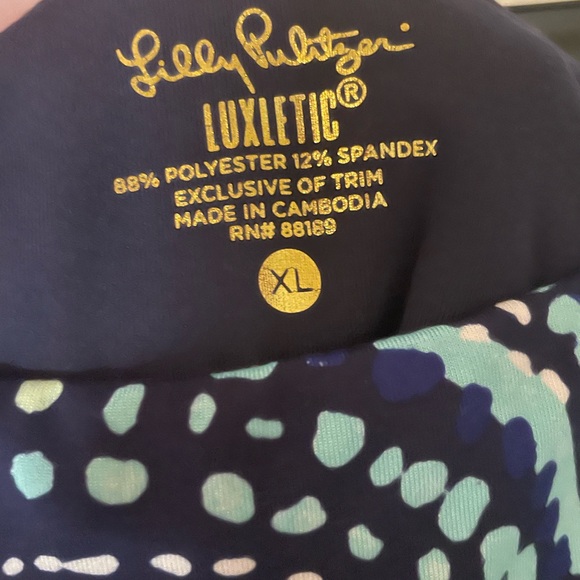 Lilly Pulitzer
LUXLETIC®
88% POLYESTER 12% SPANDEX
EXCLUSIVE OF TRIM
MADE IN CAMBODIA
RN# 88189
XL